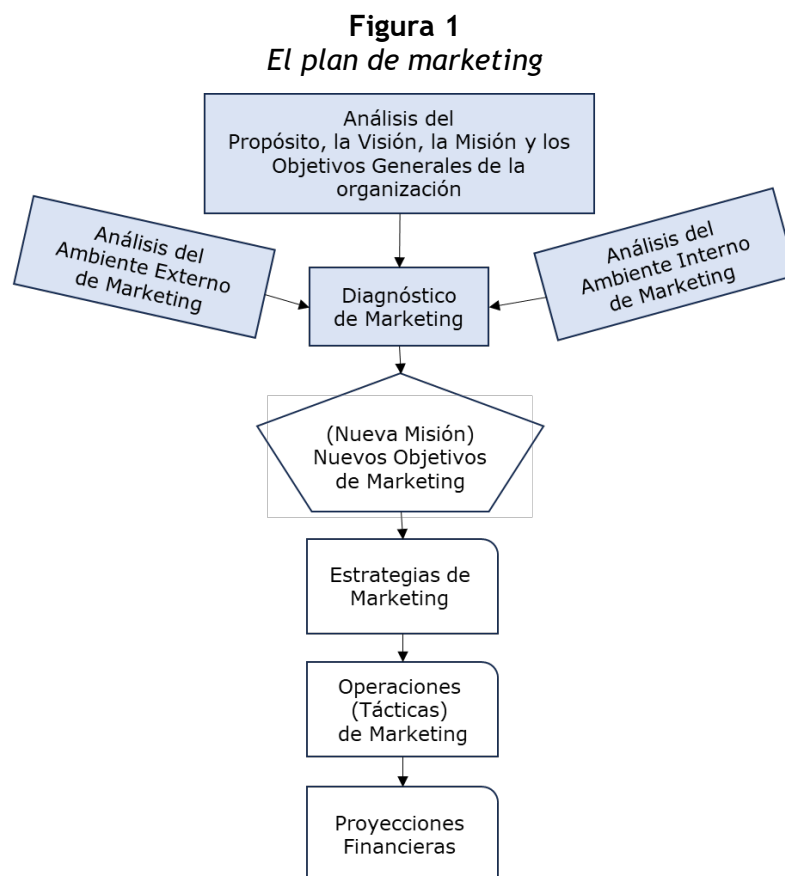 Figura 1
El plan de marketing
Análisis del
Propósito, la Visión, la Misión y los
Objetivos Generales de la
organización
Análisis del
Ambiente Externo
de Marketing
Diagnóstico
de Marketing
Análisis del
Ambiente Interno
de Marketing
(Nueva Misión)
Nuevos Objetivos
de Marketing
Estrategias de
Marketing
Operaciones
(Tácticas)
de Marketing
Proyecciones
Financieras